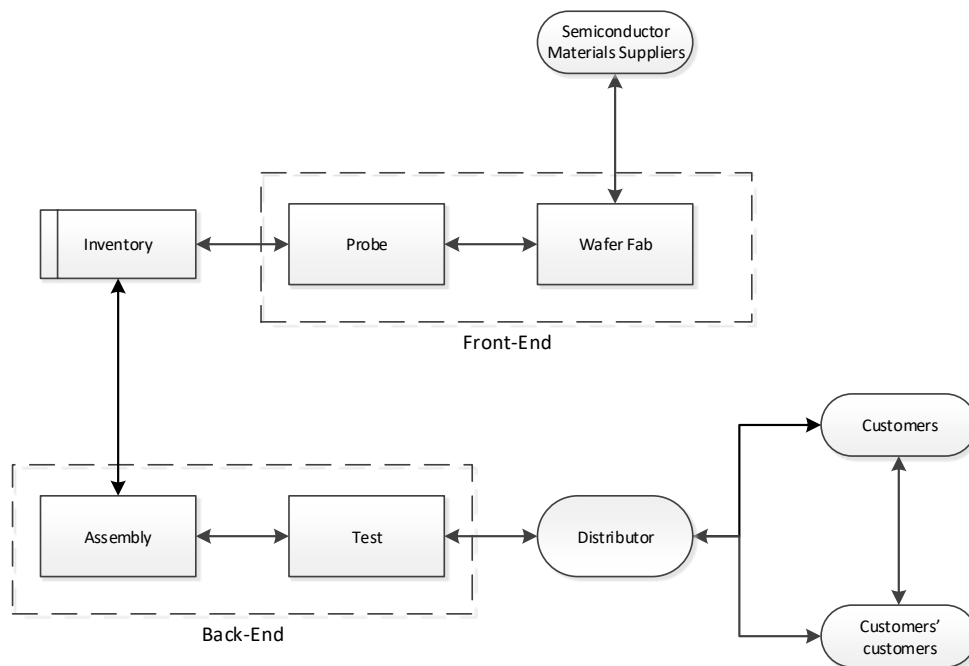 Semiconductor
Materials Suppliers
Inventory
Probe
Wafer Fab
Front-End
Customers
Assembly
Test
Distributor
Back-End
Customers’
customers